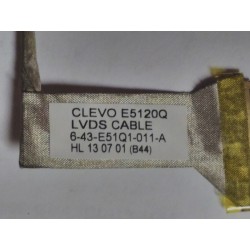 CLEVO E5120Q
LVDS CABLE
6-43-E51Q1-011-A
HL 13 07 01 (B44)